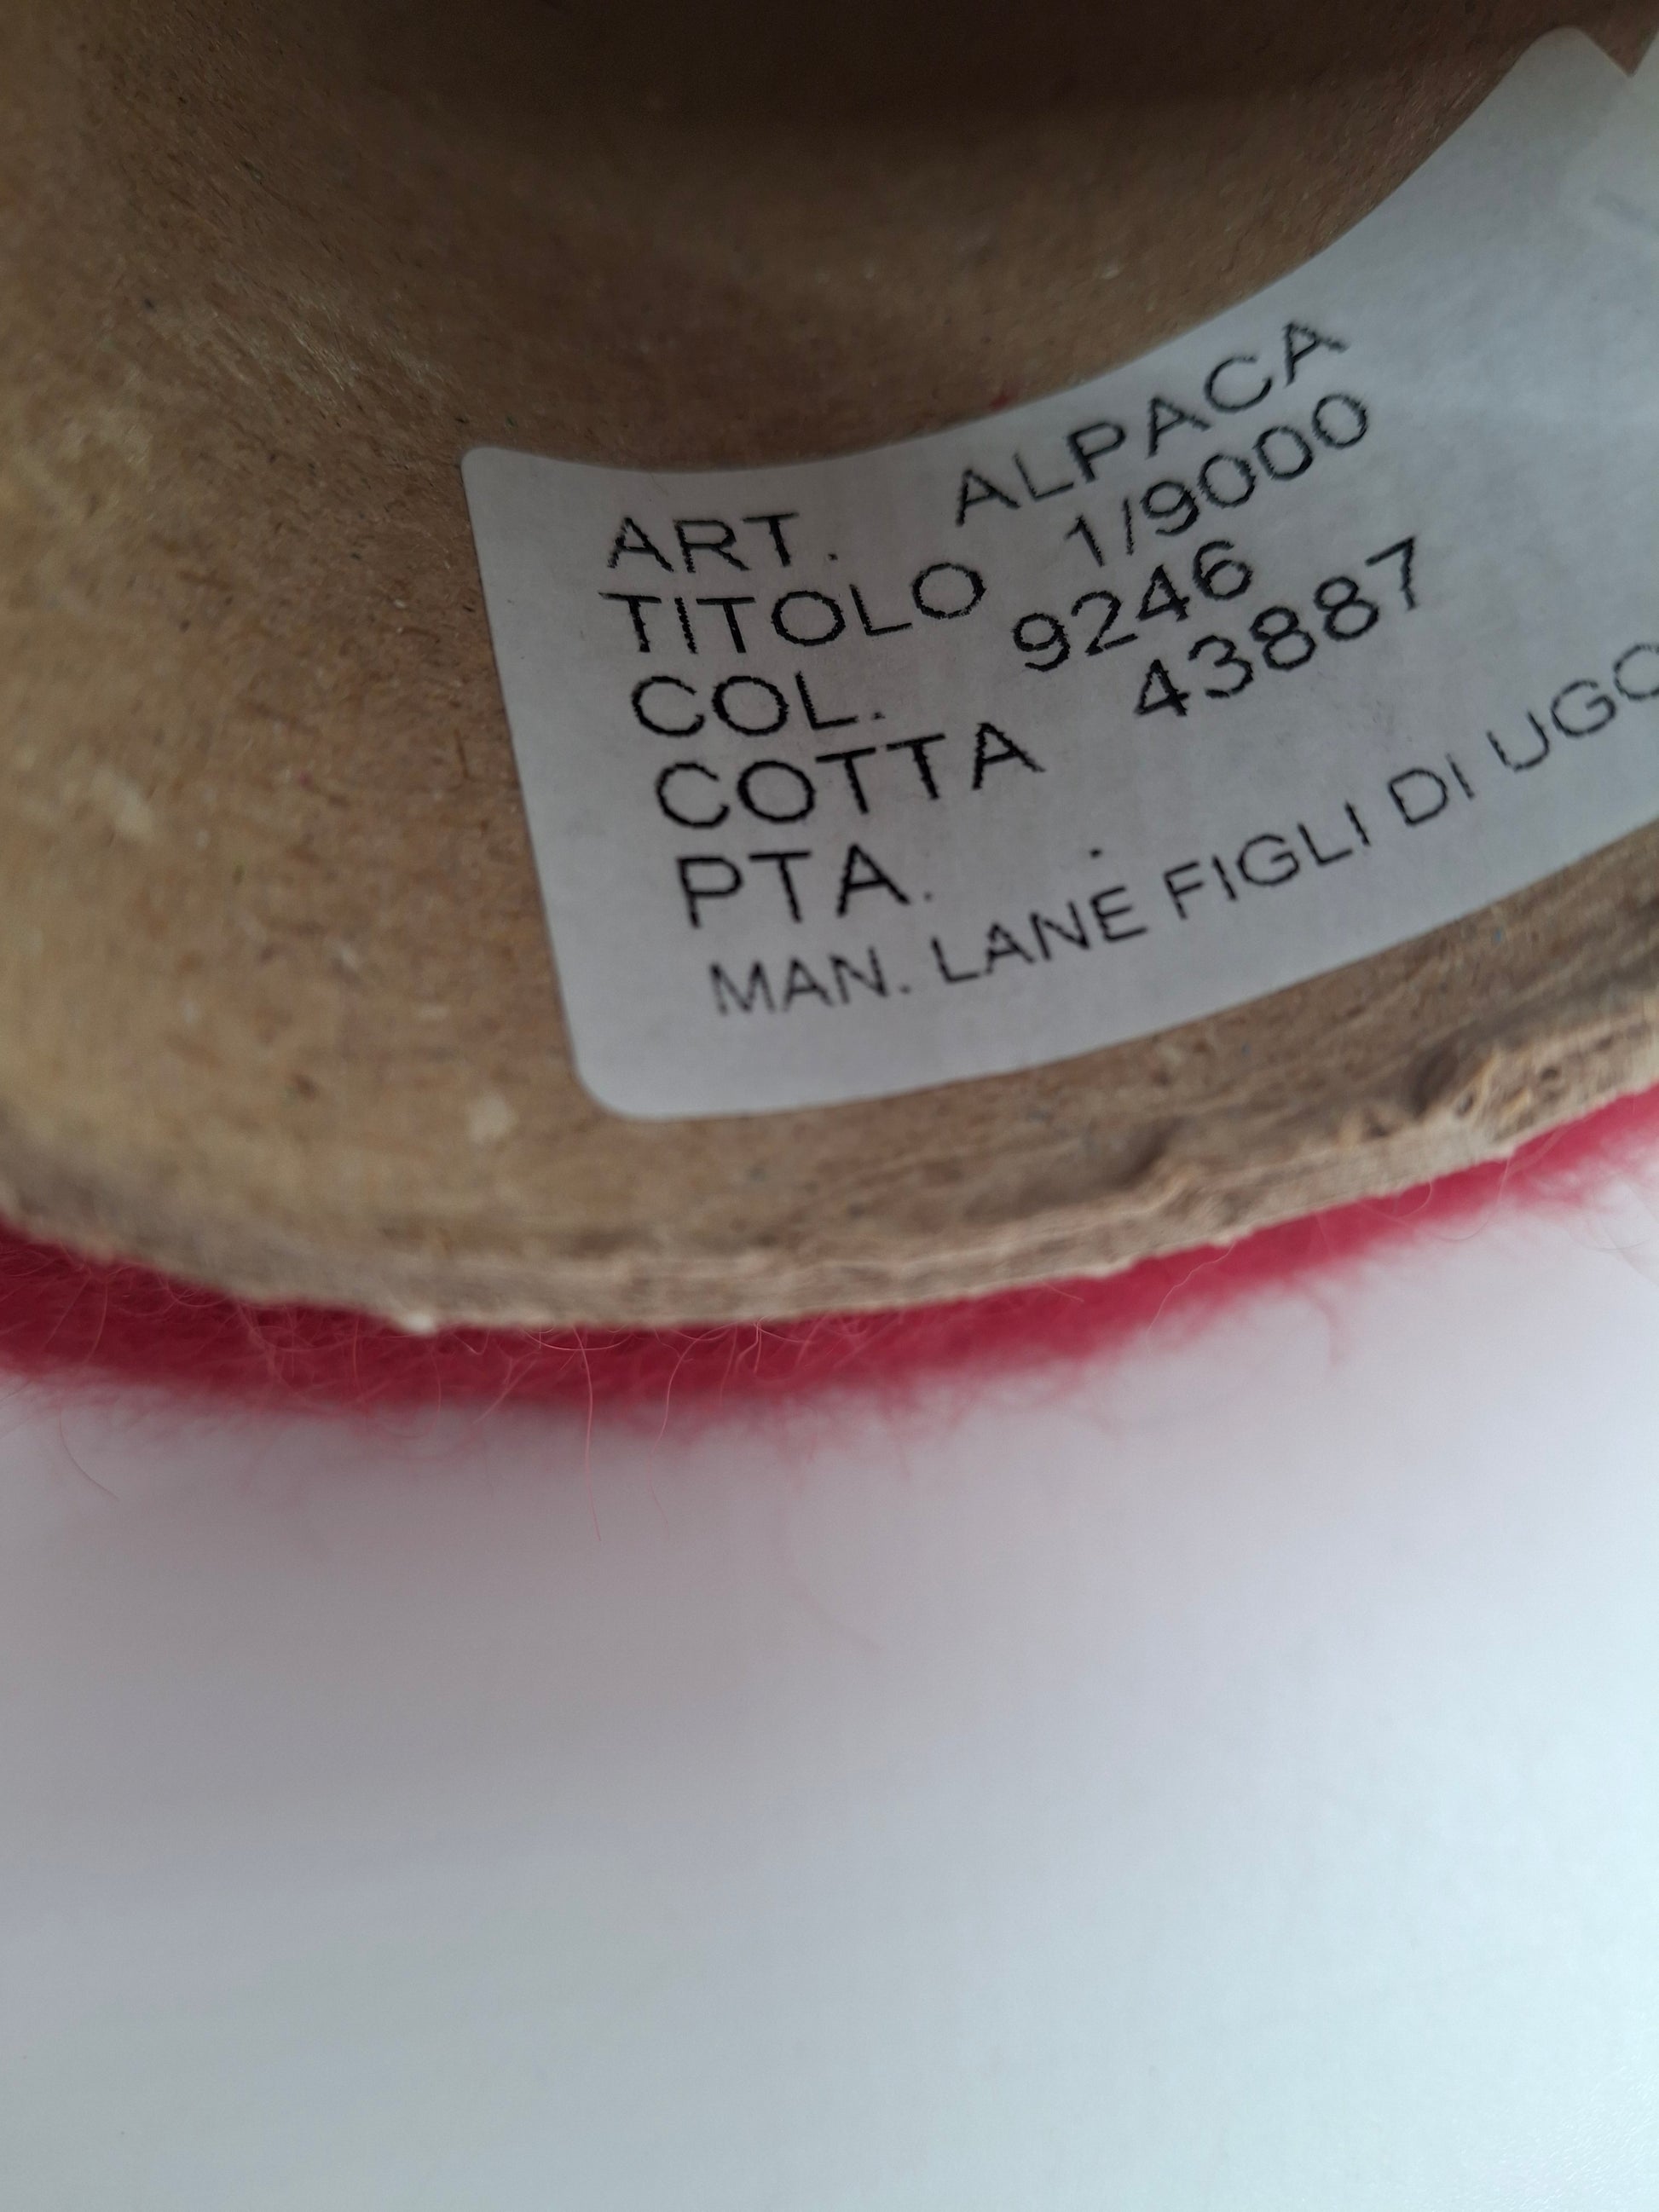 ART. ALPACA
TITOLO 1/9000
COL. 9246
COTTA 43887
PTA. .
MAN. LANE FIGLI DI UGO